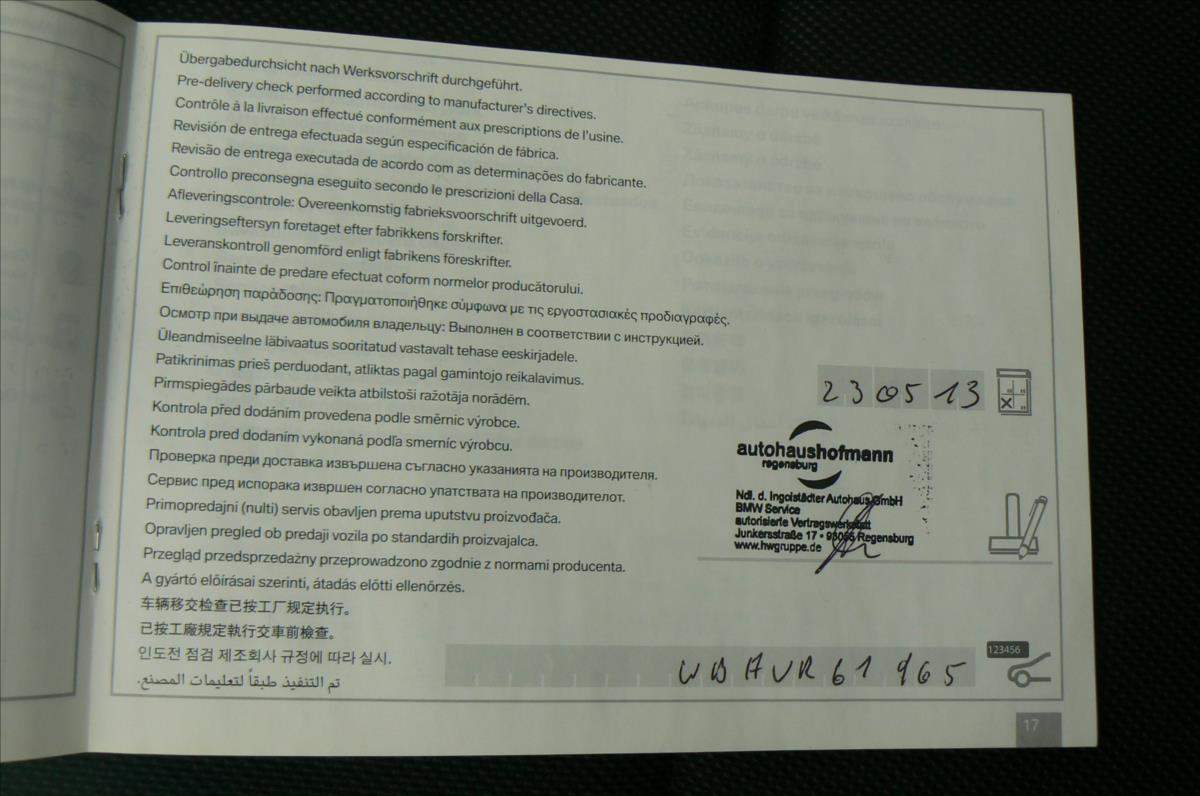 Übergabedurchsicht nach Werksvorschrift durchgeführt.
Pre-delivery check performed according to manufacturer's directives.
Contrôle à la livraison effectué conformément aux prescriptions de l'usine.
Revisión de entrega efectuada según especificación de fábrica.
Revisão de entrega executada de acordo com as determinações do fabricante.
Controllo preconsegna eseguito secondo le prescrizioni della Casa.
Afleveringscontrole: Overeenkomstig fabrieksvoorschrift uitgevoerd.
Leveringseftersyn foretaget efter fabrikkens forskrifter.
Leveranskontroll genomförd enligt fabrikens föreskrifter.
Control înainte de predare efectuat coform normelor producătorului.
Επιθεώρηση παράδοσης: Πραγματοποιήθηκε σύμφωνα με τις εργοστασιακές προδιαγραφές.
Осмотр при выдаче автомобиля владельцу: Выполнен в соответствии с инструкцией.
Üleandmiseelne läbivaatus sooritatud vastavalt tehase eeskirjadele.
Patikrinimas prieš perduodant, atliktas pagal gamintojo reikalavimus.
Pirmspiegādes pārbaude veikta atbilstoši ražotāja norādēm.
Kontrola před dodáním provedena podle směrnic výrobce.
Kontrola pred dodaním vykonaná podľa smerníc výrobcu.
Проверка преди доставка извършена съгласно указанията на производителя.
Сервис пред испорака извршен согласно упатствата на производителот.
Primopredajni (nulti) servis obavljen prema uputstvu proizvođača.
Opravljen pregled ob predaji vozila po standardih proizvajalca.
Przegląd przedsprzedażny przeprowadzono zgodnie z normami producenta.
A gyártó előírásai szerinti, átadás előtti ellenőrzés.
车辆移交检查已按工厂规定执行。
已按工廠規定執行交車前檢查。
인도전 점검 제조회사 규정에 따라 실시.
تم التنفيذ طبقاً لتعليمات المصنع.
230513
autohaushofmann
regensburg
Ndl. d. Ingolstädter Autohaus GmbH
BMW Service
autorisierte Vertragswerkstatt
Junkersstraße 17 • 93055 Regensburg
www.hwgruppe.de
WBAVR61965
123456
17